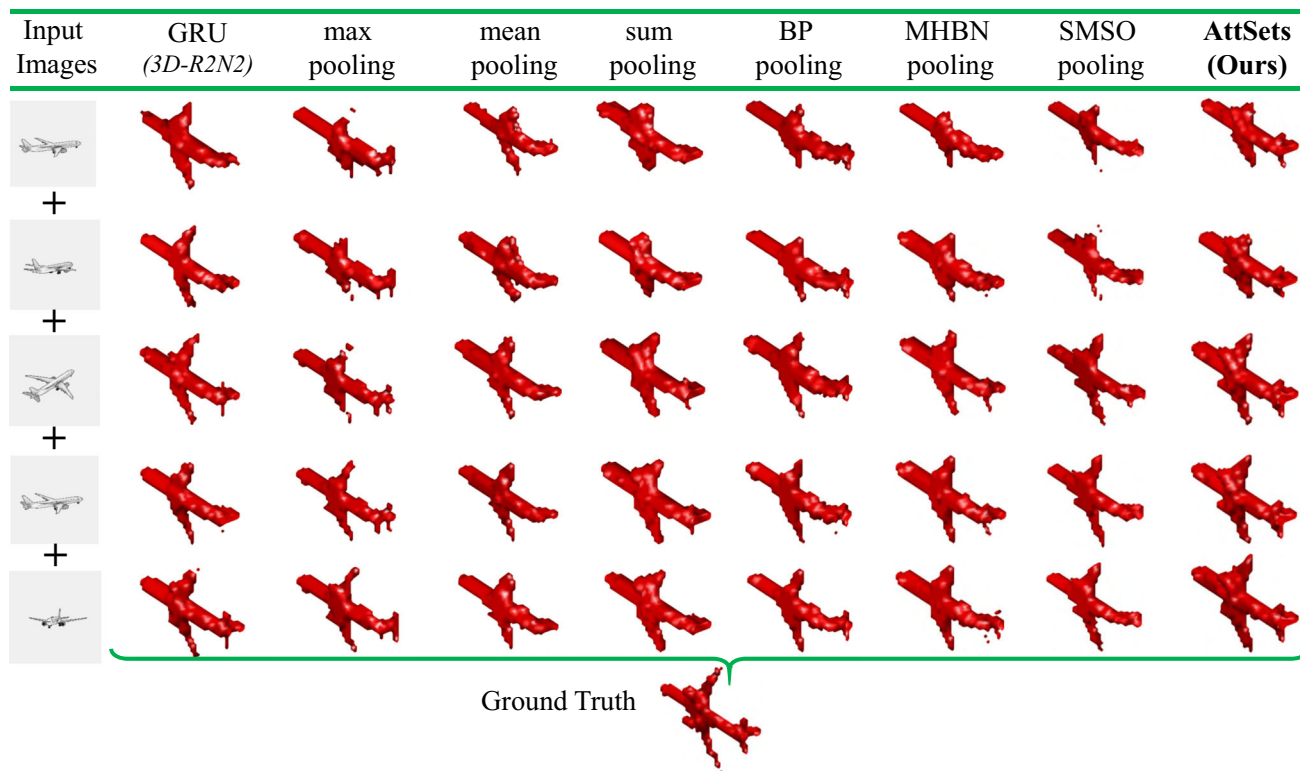 Input Images
GRU (3D-R2N2)
max pooling
mean pooling
sum pooling
BP pooling
MHBN pooling
SMSO pooling
AttSets (Ours)
+
+
+
+
Ground Truth